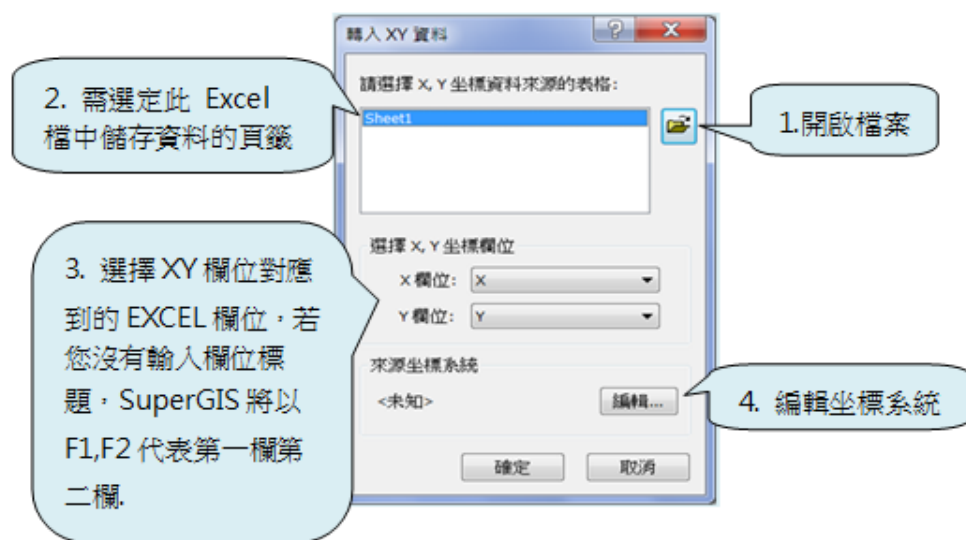 轉入 XY 資料
請選擇 X, Y 坐標資料來源的表格:
Sheet1
1.開啟檔案
2. 需選定此 Excel
檔中儲存資料的頁籤
選擇 X, Y 坐標欄位
X 欄位: X
Y 欄位: Y
3. 選擇 XY 欄位對應
到的 EXCEL 欄位，若
您沒有輸入欄位標
題，SuperGIS 將以
F1,F2 代表第一欄第
二欄.
來源坐標系統
<未知>
編輯...
4. 編輯坐標系統
確定
取消